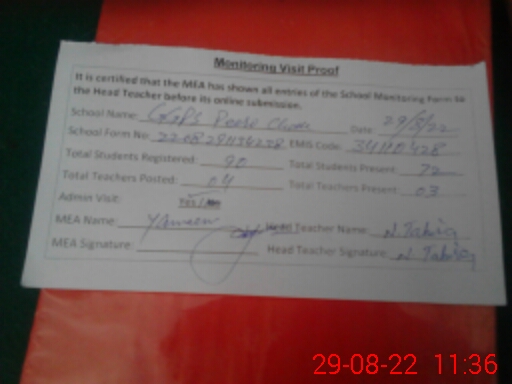 Monitoring Visit Proof
It is certified that the MEA has shown all entries of the School Monitoring Form to
the Head Teacher before its online submission.
School Name: GGPS Date: 29/8/22
School Form No: EMIS Code: 34110428
Total Students Registered: 90 Total Students Present: 72
Total Teachers Posted: 04 Total Teachers Present: 03
Admin Visit: Yes / No
MEA Name: Yameen Head Teacher Name: N. Tahira
MEA Signature: Head Teacher Signature: N. Tahira
29-08-22 11:36